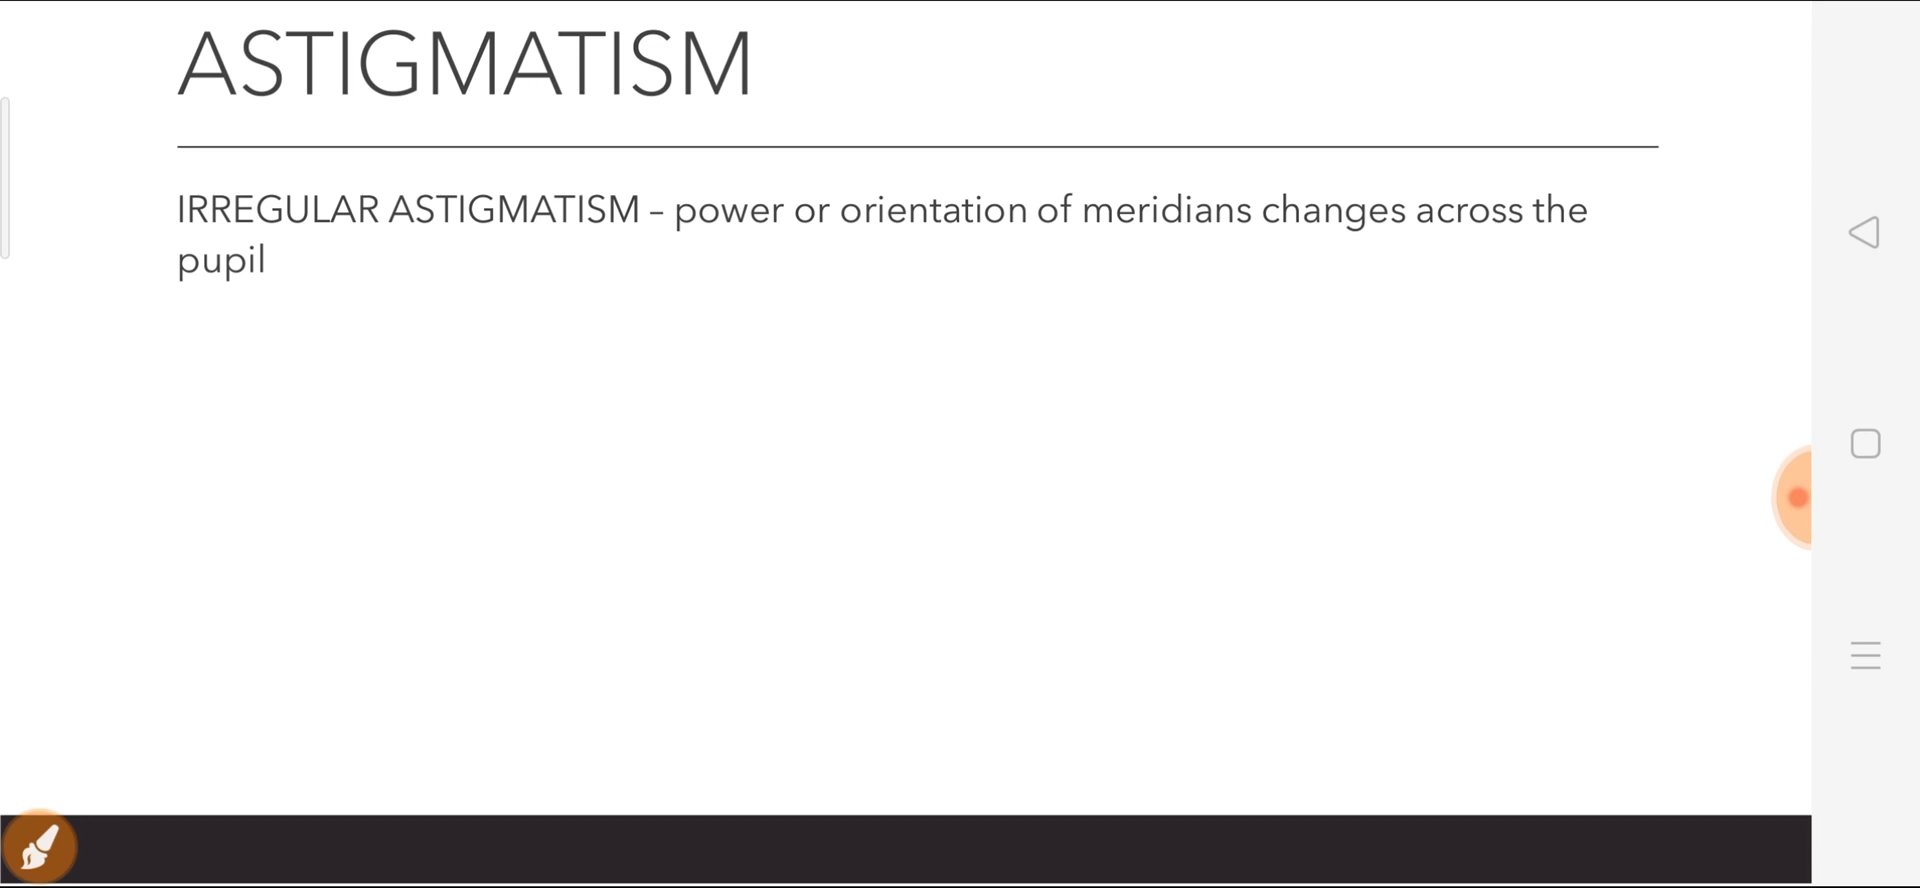 ASTIGMATISM
IRREGULAR ASTIGMATISM – power or orientation of meridians changes across the
pupil